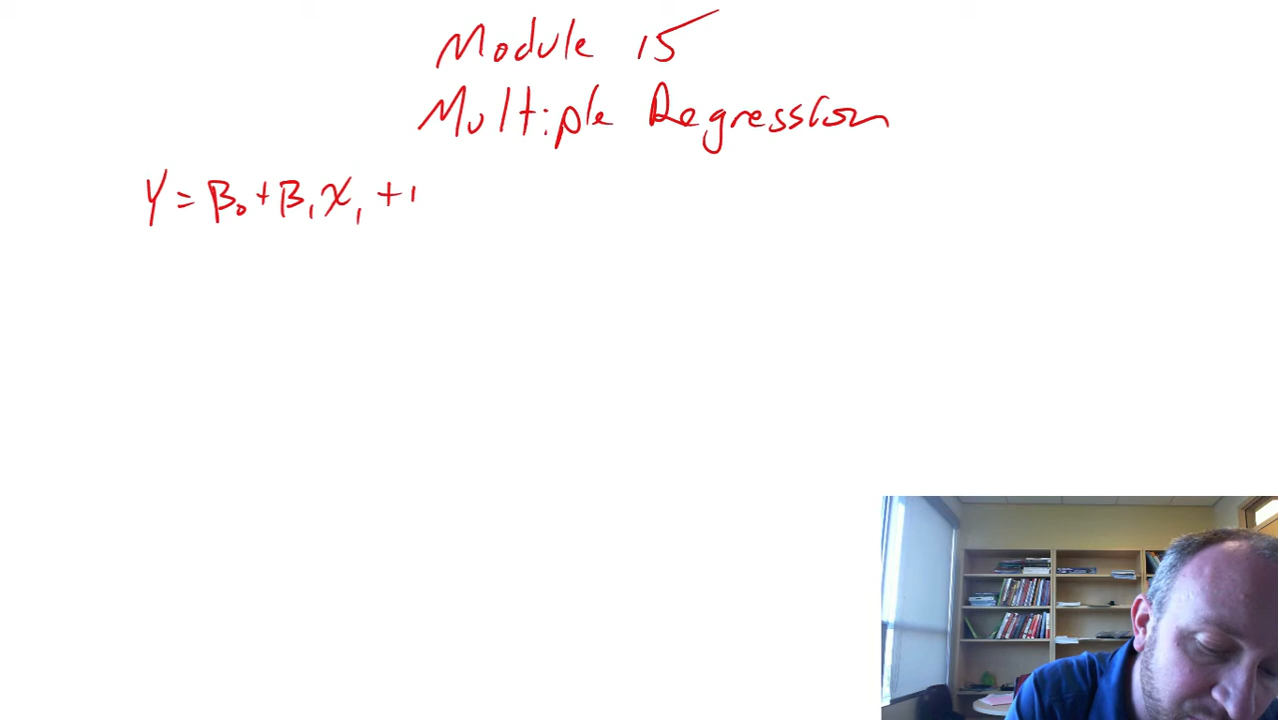 Module 15
Multiple Regression
Y = B₀ + B₁x₁ + ı